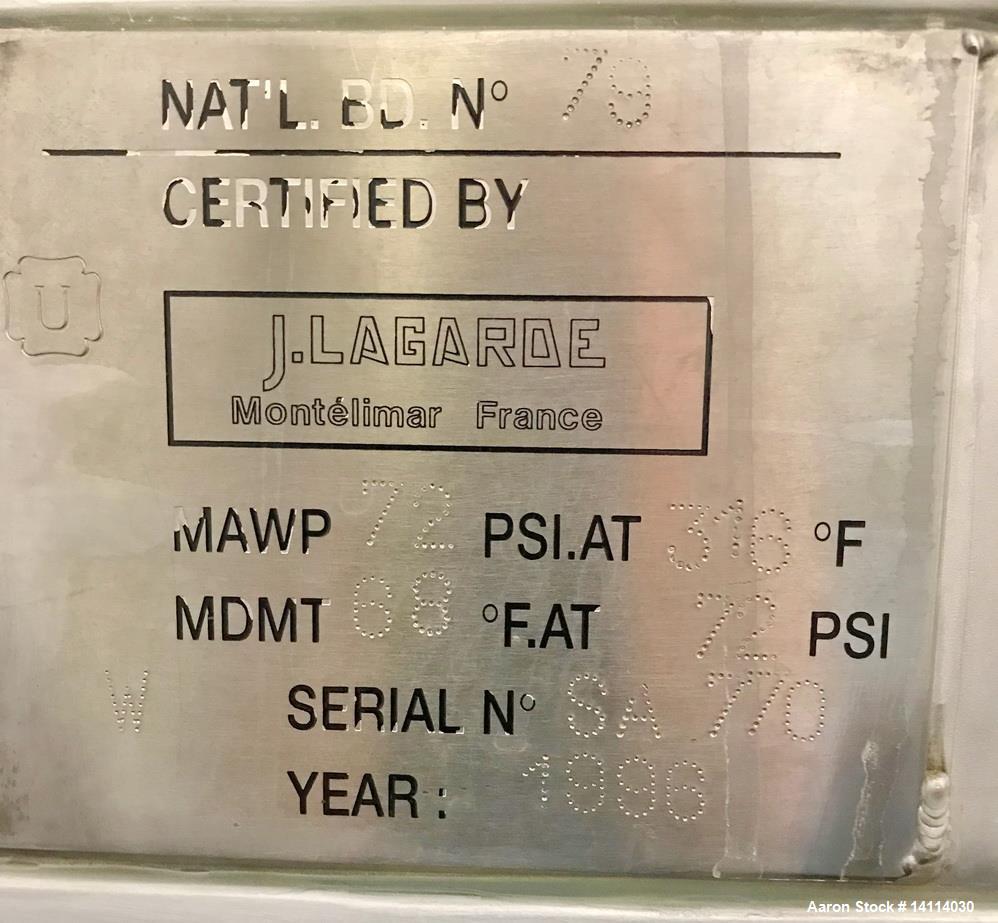 NAT'L. BD. N° 79
CERTIFIED BY
U
J.LAGARDE
Montélimar France
MAWP 72 PSI.AT 316 °F
MDMT 68 °F.AT 72 PSI
W SERIAL N° SA 770
YEAR : 1996
Aaron Stock # 14114030